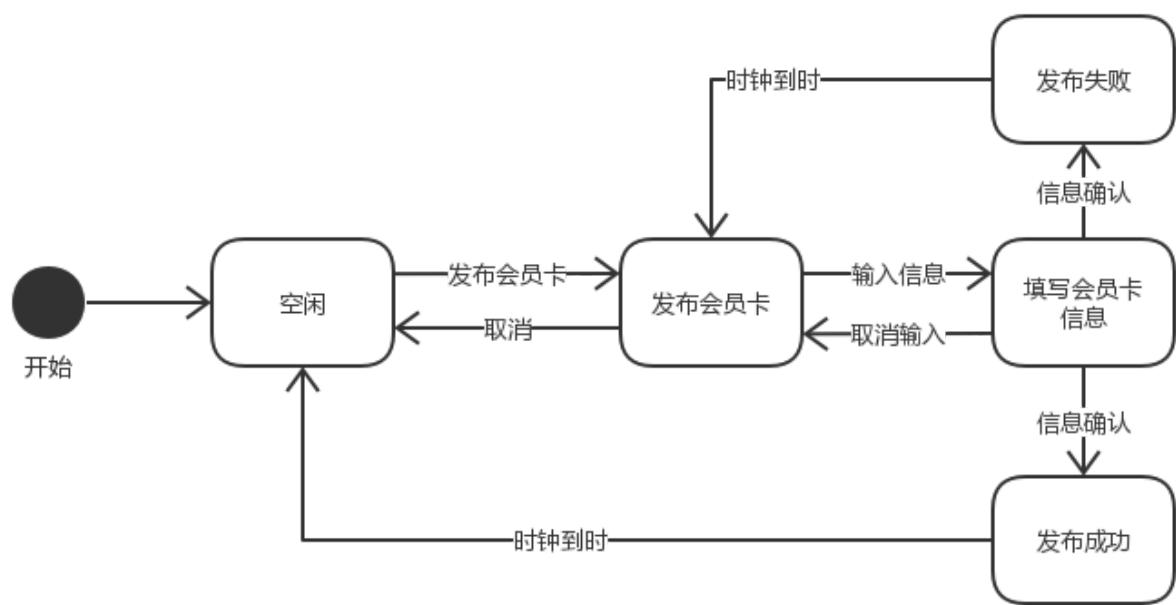 发布失败
时钟到时
信息确认
发布会员卡
输入信息
填写会员卡
信息
空闲
发布会员卡
取消
取消输入
开始
信息确认
时钟到时
发布成功